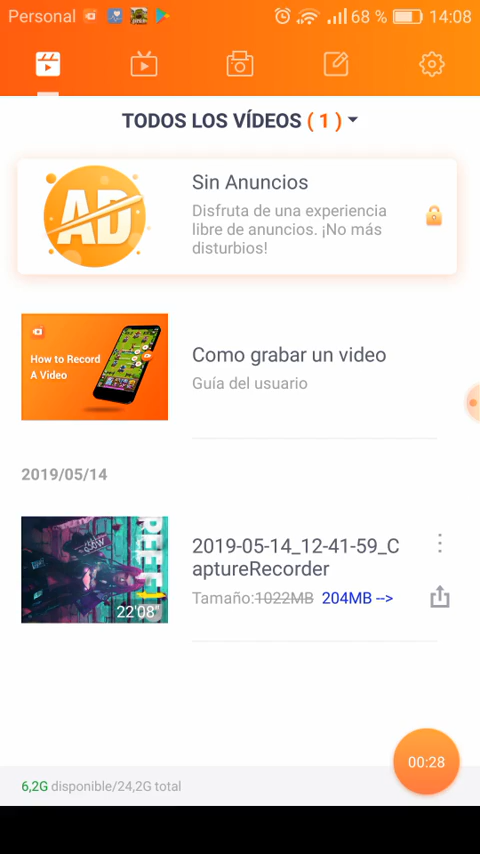 Personal 68 % 14:08
TODOS LOS VÍDEOS ( 1 )
AD
Sin Anuncios
Disfruta de una experiencia
libre de anuncios. ¡No más
disturbios!
How to Record
A Video
Como grabar un video
Guía del usuario
2019/05/14
22'08"
2019-05-14_12-41-59_C
aptureRecorder
Tamaño:1022MB 204MB -->
00:28
6,2G disponible/24,2G total